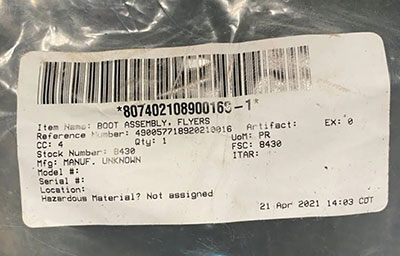 *807402108900169-1*
Item Name: BOOT ASSEMBLY, FLYERS
Reference Number: 490057718920210016 Artifact: EX: 0
CC: 4 Qty: 1 UoM: PR
Stock Number: 8430 FSC: 8430
Mfg: MANUF. UNKNOWN ITAR:
Model #:
Serial #:
Location:
Hazardous Material? Not assigned
21 Apr 2021 14:03 CDT